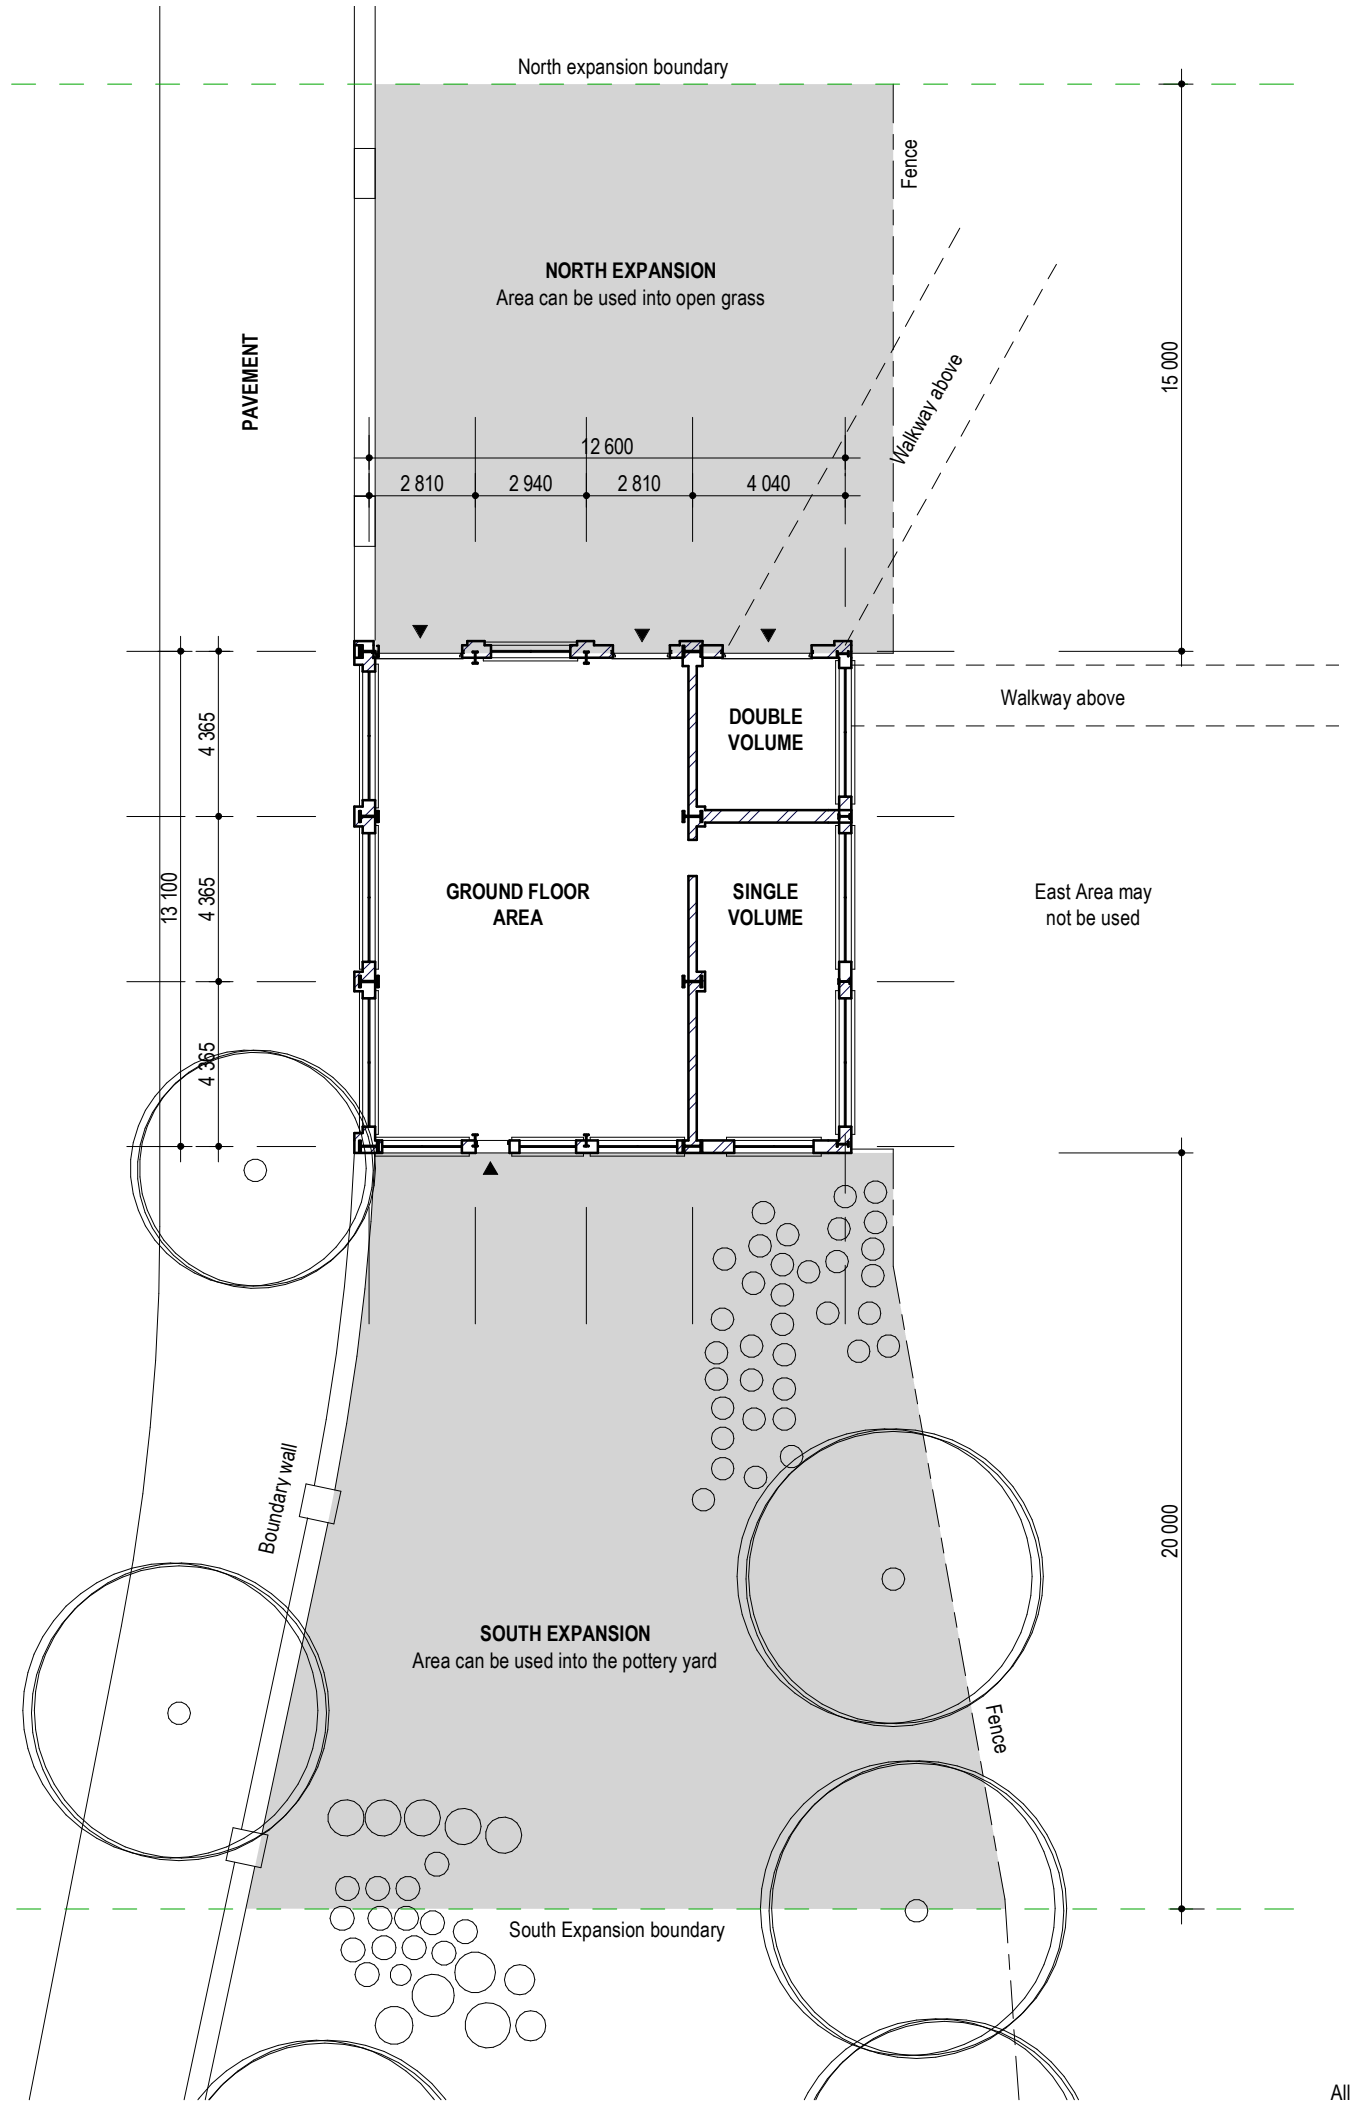 North expansion boundary
Fence
NORTH EXPANSION
Area can be used into open grass
PAVEMENT
15 000
Walkway above
12 600
2 810
2 940
2 810
4 040
Walkway above
DOUBLE
VOLUME
4 365
13 100
4 365
4 365
GROUND FLOOR
AREA
SINGLE
VOLUME
East Area may
not be used
Boundary wall
20 000
SOUTH EXPANSION
Area can be used into the pottery yard
Fence
South Expansion boundary
All